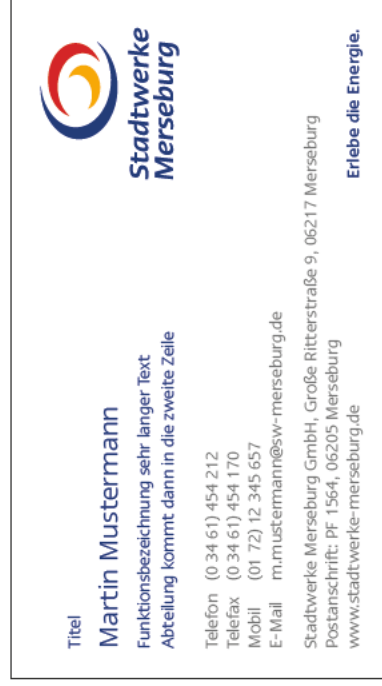 Stadtwerke
Merseburg
Titel
Martin Mustermann
Funktionsbezeichnung sehr langer Text
Abteilung kommt dann in die zweite Zeile
Telefon (0 34 61) 454 212
Telefax (0 34 61) 454 170
Mobil (01 72) 12 345 657
E-Mail m.mustermann@sw-merseburg.de
Stadtwerke Merseburg GmbH, Große Ritterstraße 9, 06217 Merseburg
Postanschrift: PF 1564, 06205 Merseburg
www.stadtwerke-merseburg.de
Erlebe die Energie.